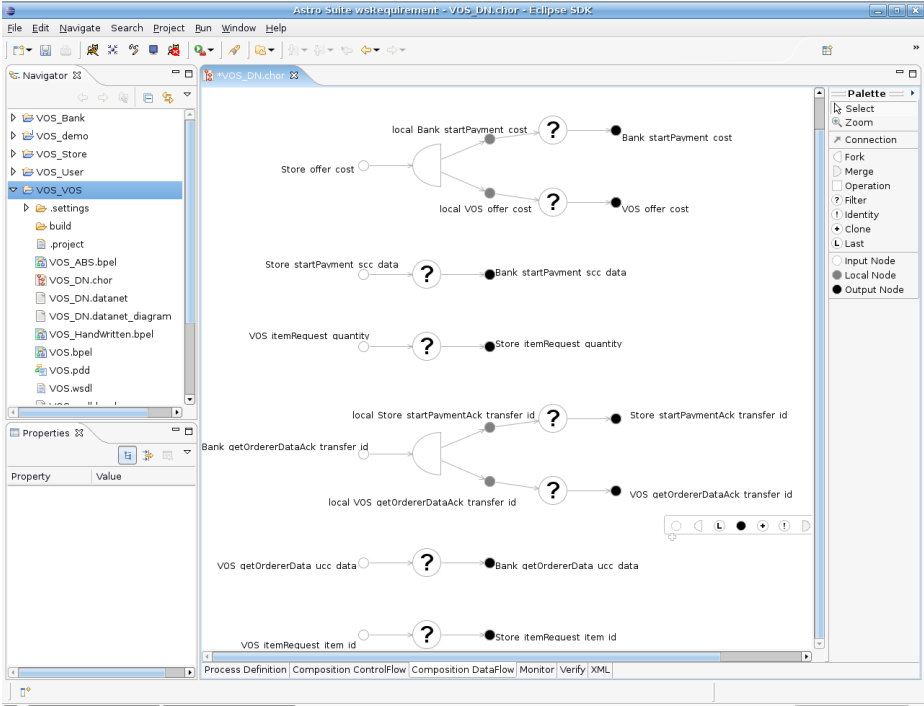 Astro Suite wsRequirement - VOS_DN.chor - Eclipse SDK
File Edit Navigate Search Project Run Window Help
Navigator
VOS_Bank
VOS_demo
VOS_Store
VOS_User
VOS_VOS
.settings
build
.project
VOS_ABS.bpel
VOS_DN.chor
VOS_DN.datanet
VOS_DN.datanet_diagram
VOS_HandWritten.bpel
VOS.bpel
VOS.pdd
VOS.wsdl
Properties
Property Value
*VOS_DN.chor
local Bank startPayment cost
?
Bank startPayment cost
Store offer cost
local VOS offer cost
?
VOS offer cost
Store startPayment scc data
?
Bank startPayment scc data
VOS itemRequest quantity
?
Store itemRequest quantity
local Store startPaymentAck transfer id
?
Store startPaymentAck transfer id
Bank getOrdererDataAck transfer id
local VOS getOrdererDataAck transfer id
?
VOS getOrdererDataAck transfer id
L + !
VOS getOrdererData ucc data
?
Bank getOrdererData ucc data
VOS itemRequest item id
?
Store itemRequest item id
Process Definition Composition ControlFlow Composition DataFlow Monitor Verify XML
Palette
Select
Zoom
Connection
Fork
Merge
Operation
? Filter
! Identity
+ Clone
L Last
Input Node
Local Node
Output Node